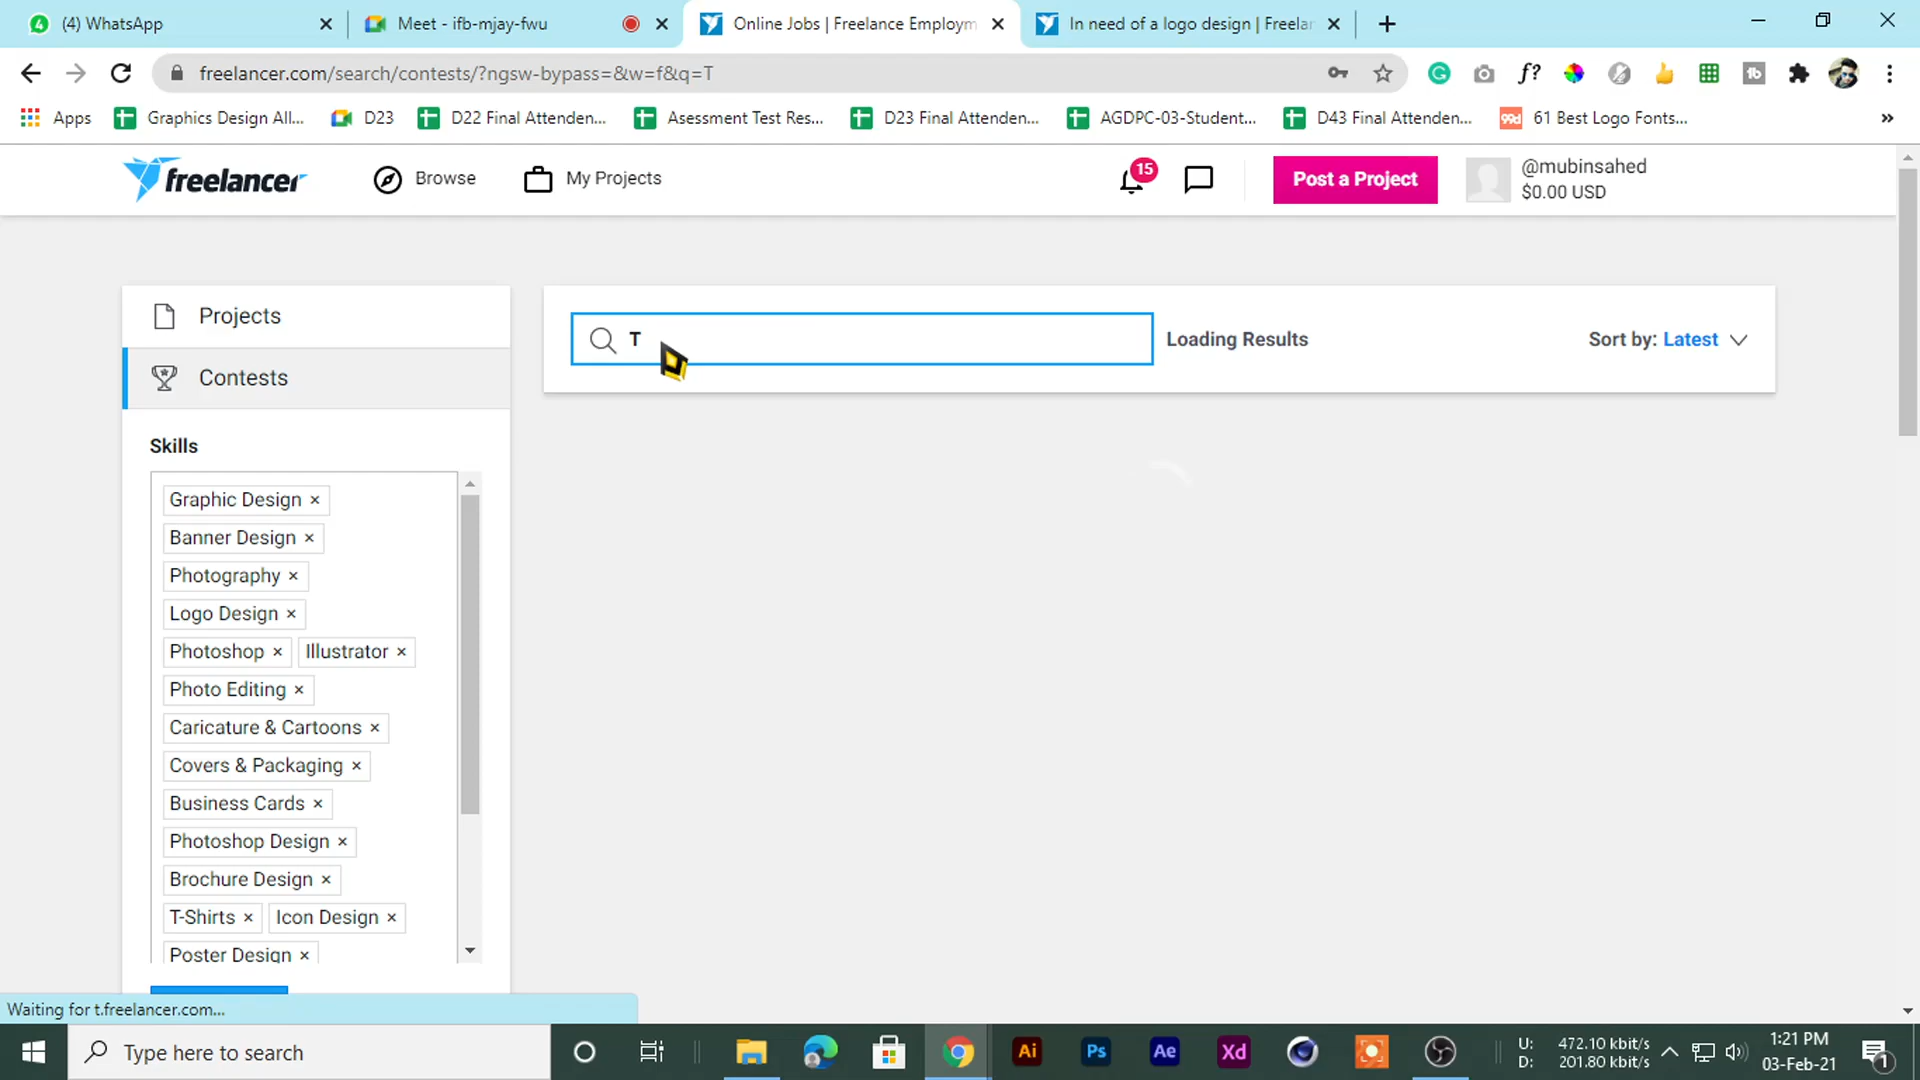 (4) WhatsApp
Meet - ifb-mjay-fwu
Online Jobs | Freelance Employm
In need of a logo design | Freelan
freelancer.com/search/contests/?ngsw-bypass=&w=f&q=T
f?
Apps
Graphics Design All...
D23
D22 Final Attenden...
Asessment Test Res...
D23 Final Attenden...
AGDPC-03-Student...
D43 Final Attenden...
99d
61 Best Logo Fonts...
»
freelancer
Browse
My Projects
15
Post a Project
@mubinsahed
$0.00 USD
Projects
T
Loading Results
Sort by: Latest
Contests
Skills
Graphic Design ×
Banner Design ×
Photography ×
Logo Design ×
Photoshop × Illustrator ×
Photo Editing ×
Caricature & Cartoons ×
Covers & Packaging ×
Business Cards ×
Photoshop Design ×
Brochure Design ×
T-Shirts × Icon Design ×
Poster Design ×
Waiting for t.freelancer.com...
Type here to search
Ai
Ps
Ae
Xd
U: 472.10 kbit/s
D: 201.80 kbit/s
1:21 PM
03-Feb-21
1